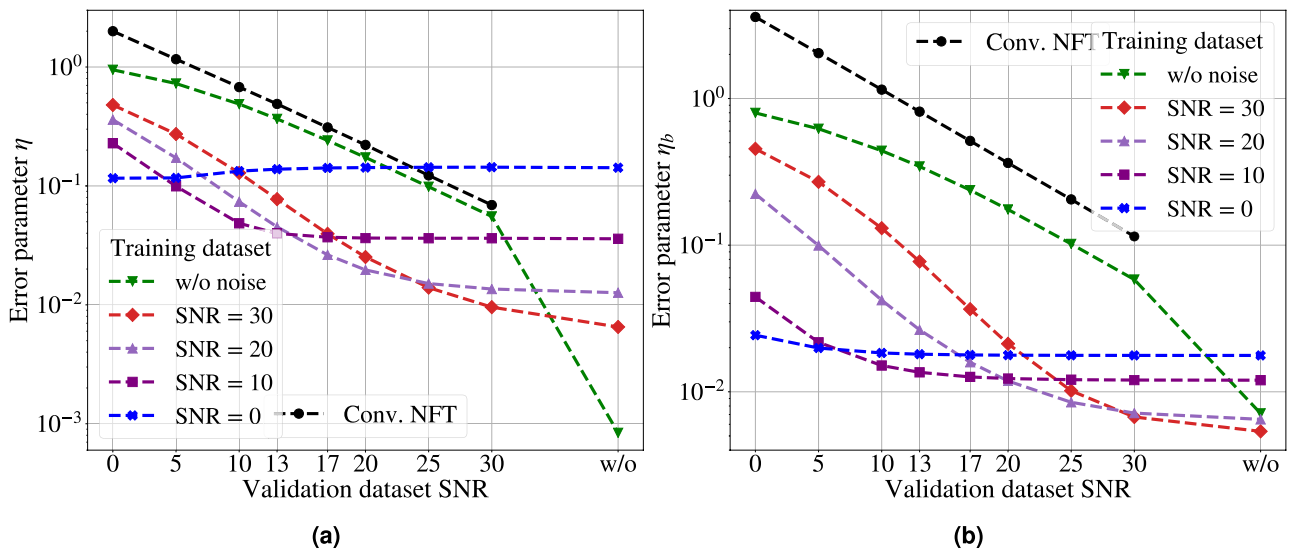 Error parameter η
10⁰
10⁻¹
10⁻²
10⁻³
Training dataset
w/o noise
SNR = 30
SNR = 20
SNR = 10
SNR = 0
Conv. NFT
0 5 10 13 17 20 25 30 w/o
Validation dataset SNR
(a)
Error parameter η_b
10⁰
10⁻¹
10⁻²
Conv. NFT
Training dataset
w/o noise
SNR = 30
SNR = 20
SNR = 10
SNR = 0
0 5 10 13 17 20 25 30 w/o
Validation dataset SNR
(b)